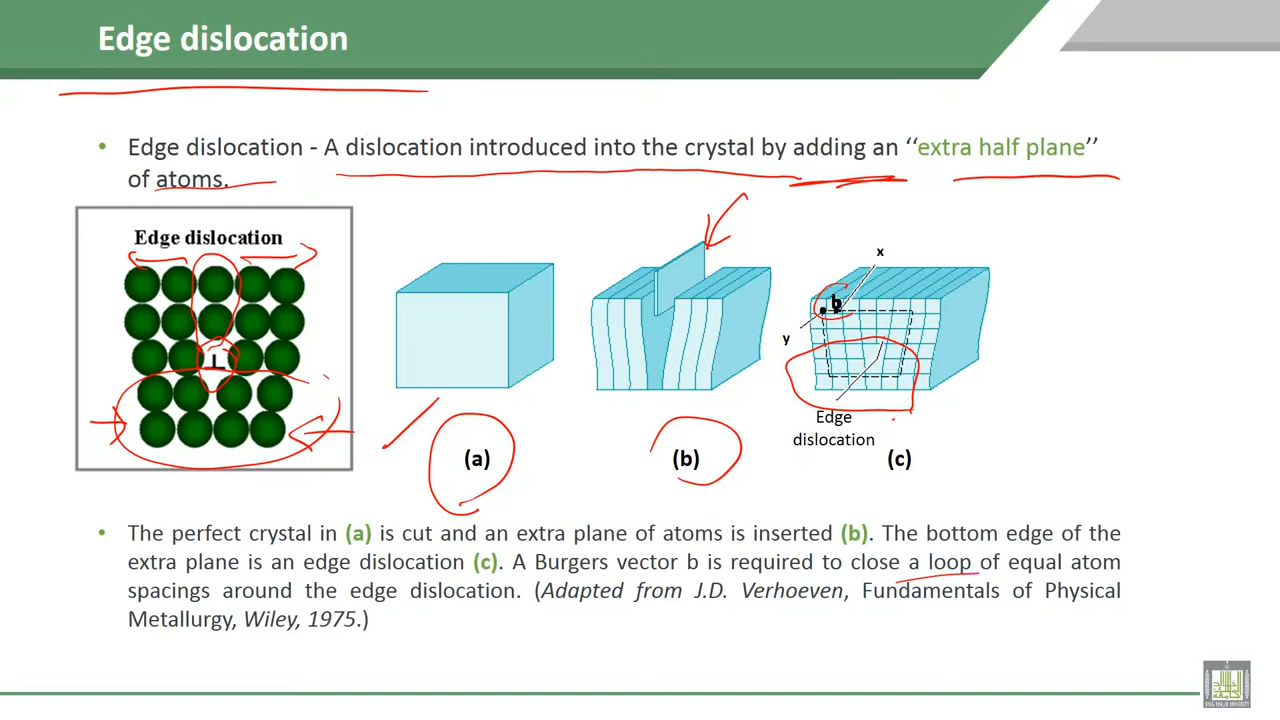 Edge dislocation
• Edge dislocation - A dislocation introduced into the crystal by adding an ‘‘extra half plane’’
of atoms.
Edge dislocation
⊥
x
b
y
Edge
dislocation
(a)
(b)
(c)
• The perfect crystal in (a) is cut and an extra plane of atoms is inserted (b). The bottom edge of the
extra plane is an edge dislocation (c). A Burgers vector b is required to close a loop of equal atom
spacings around the edge dislocation. (Adapted from J.D. Verhoeven, Fundamentals of Physical
Metallurgy, Wiley, 1975.)